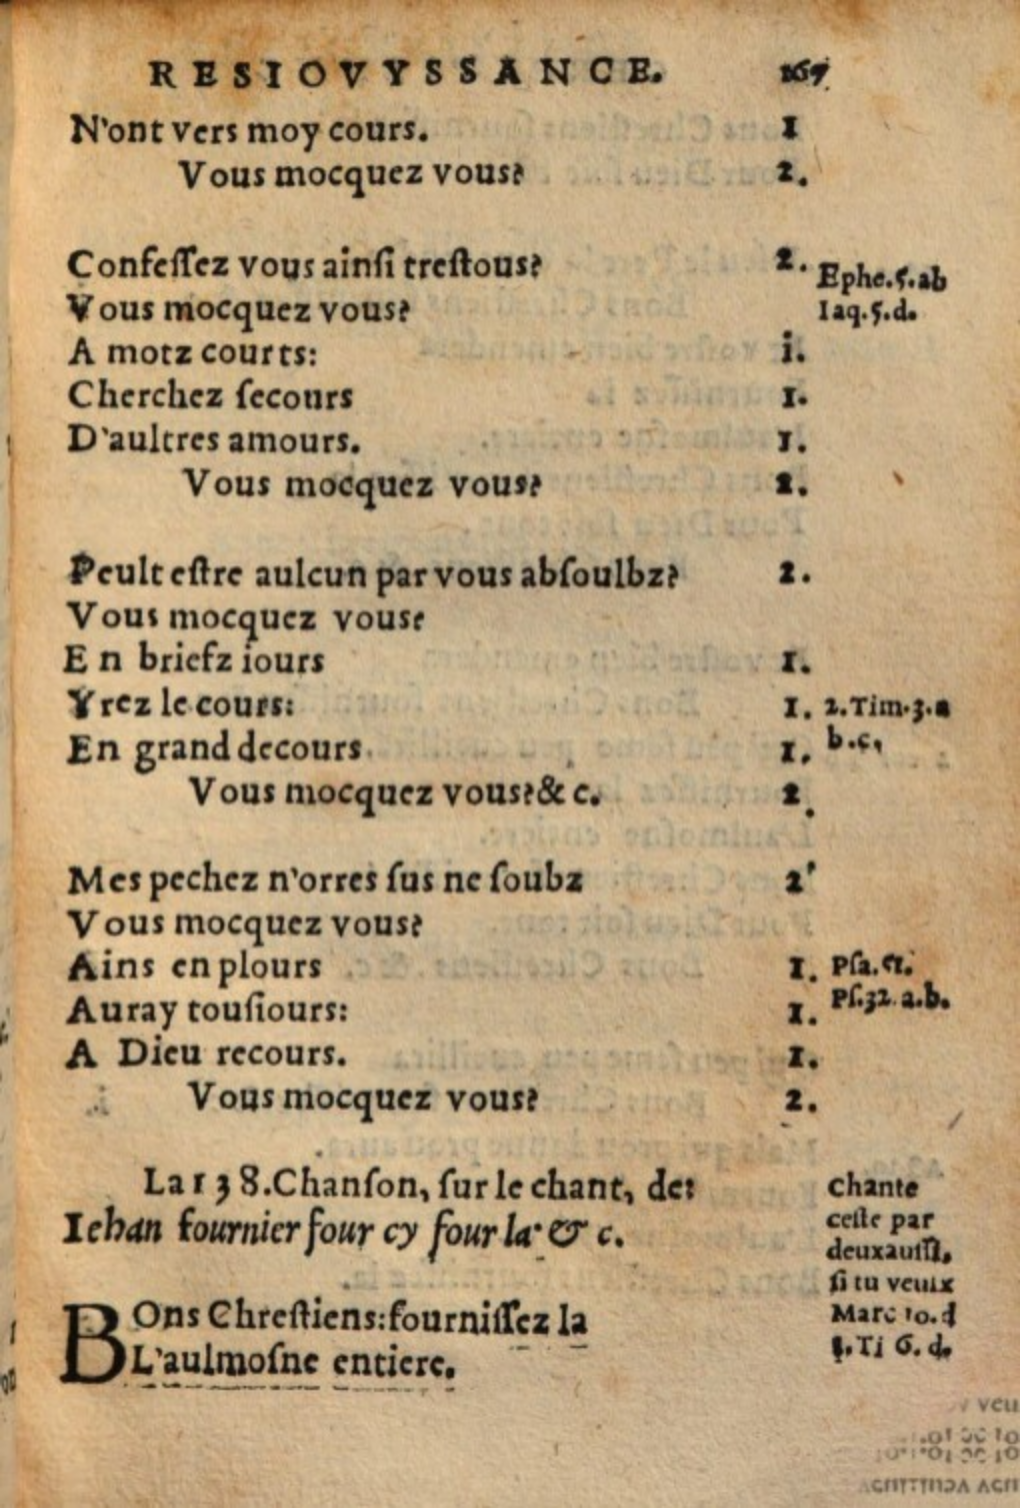 RESIOVYSSANCE. 167
N'ont vers moy cours. 1
Vous mocquez vous? 2.
Confeſſez vous ainſi treſtous? 2.
Ephe.5.ab
Vous mocquez vous?
Iaq.5.d.
A motz courts: i.
Cherchez ſecours 1.
D'aultres amours. 1.
Vous mocquez vous? 2.
Peult eſtre aulcun par vous abſoulbz? 2.
Vous mocquez vous?
En briefz iours 1.
Yrez le cours: 1. 2.Tim.3.a
En grand decours. 1. b.c,
Vous mocquez vous?& c. 2.
Mes pechez n'orres ſus ne ſoubz 2'
Vous mocquez vous?
Ains en plours 1. Pſa.51.
Auray touſiours: 1. Pſ.32.a.b.
A Dieu recours. 1.
Vous mocquez vous? 2.
La 138.Chanſon, ſur le chant, de:
Iehan fournier four cy four la· & c.
Chante
ceſte par
deuxauiſſi,
ſi tu veulx
BOns Chreſtiens:fourniſſez la
L'aulmoſne entiere.
Marc 10.d
1.Ti 6.d.